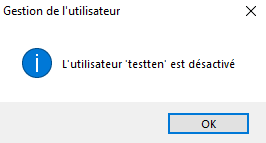 Gestion de l'utilisateur
L'utilisateur 'testten' est désactivé
OK